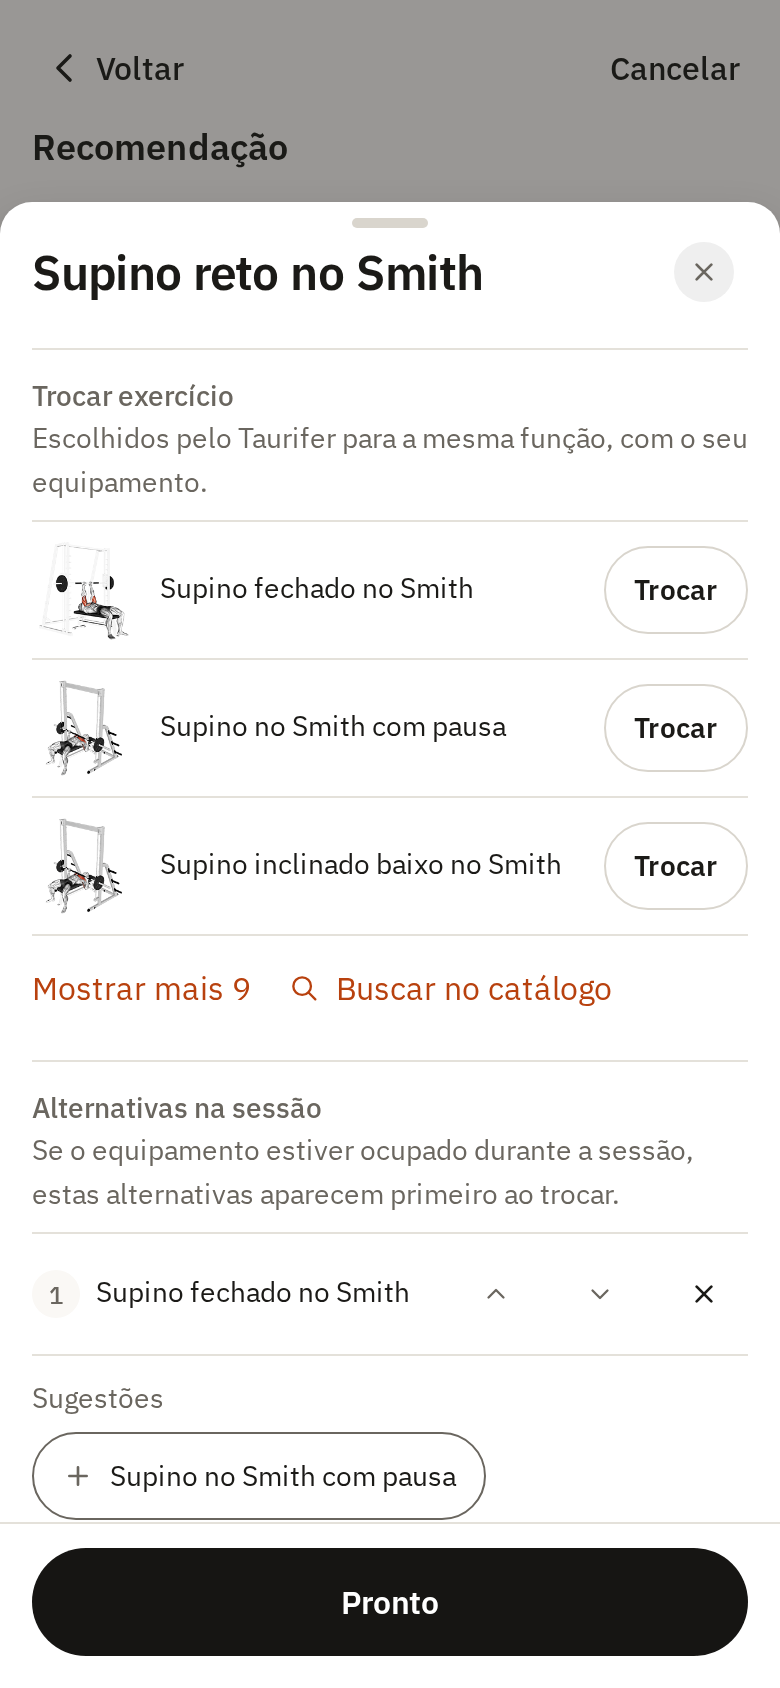 Voltar
Cancelar
Recomendação
Supino reto no Smith
Trocar exercício
Escolhidos pelo Taurifer para a mesma função, com o seu
equipamento.
Supino fechado no Smith
Trocar
Supino no Smith com pausa
Trocar
Supino inclinado baixo no Smith
Trocar
Mostrar mais 9
Buscar no catálogo
Alternativas na sessão
Se o equipamento estiver ocupado durante a sessão,
estas alternativas aparecem primeiro ao trocar.
1 Supino fechado no Smith
Sugestões
+ Supino no Smith com pausa
Pronto